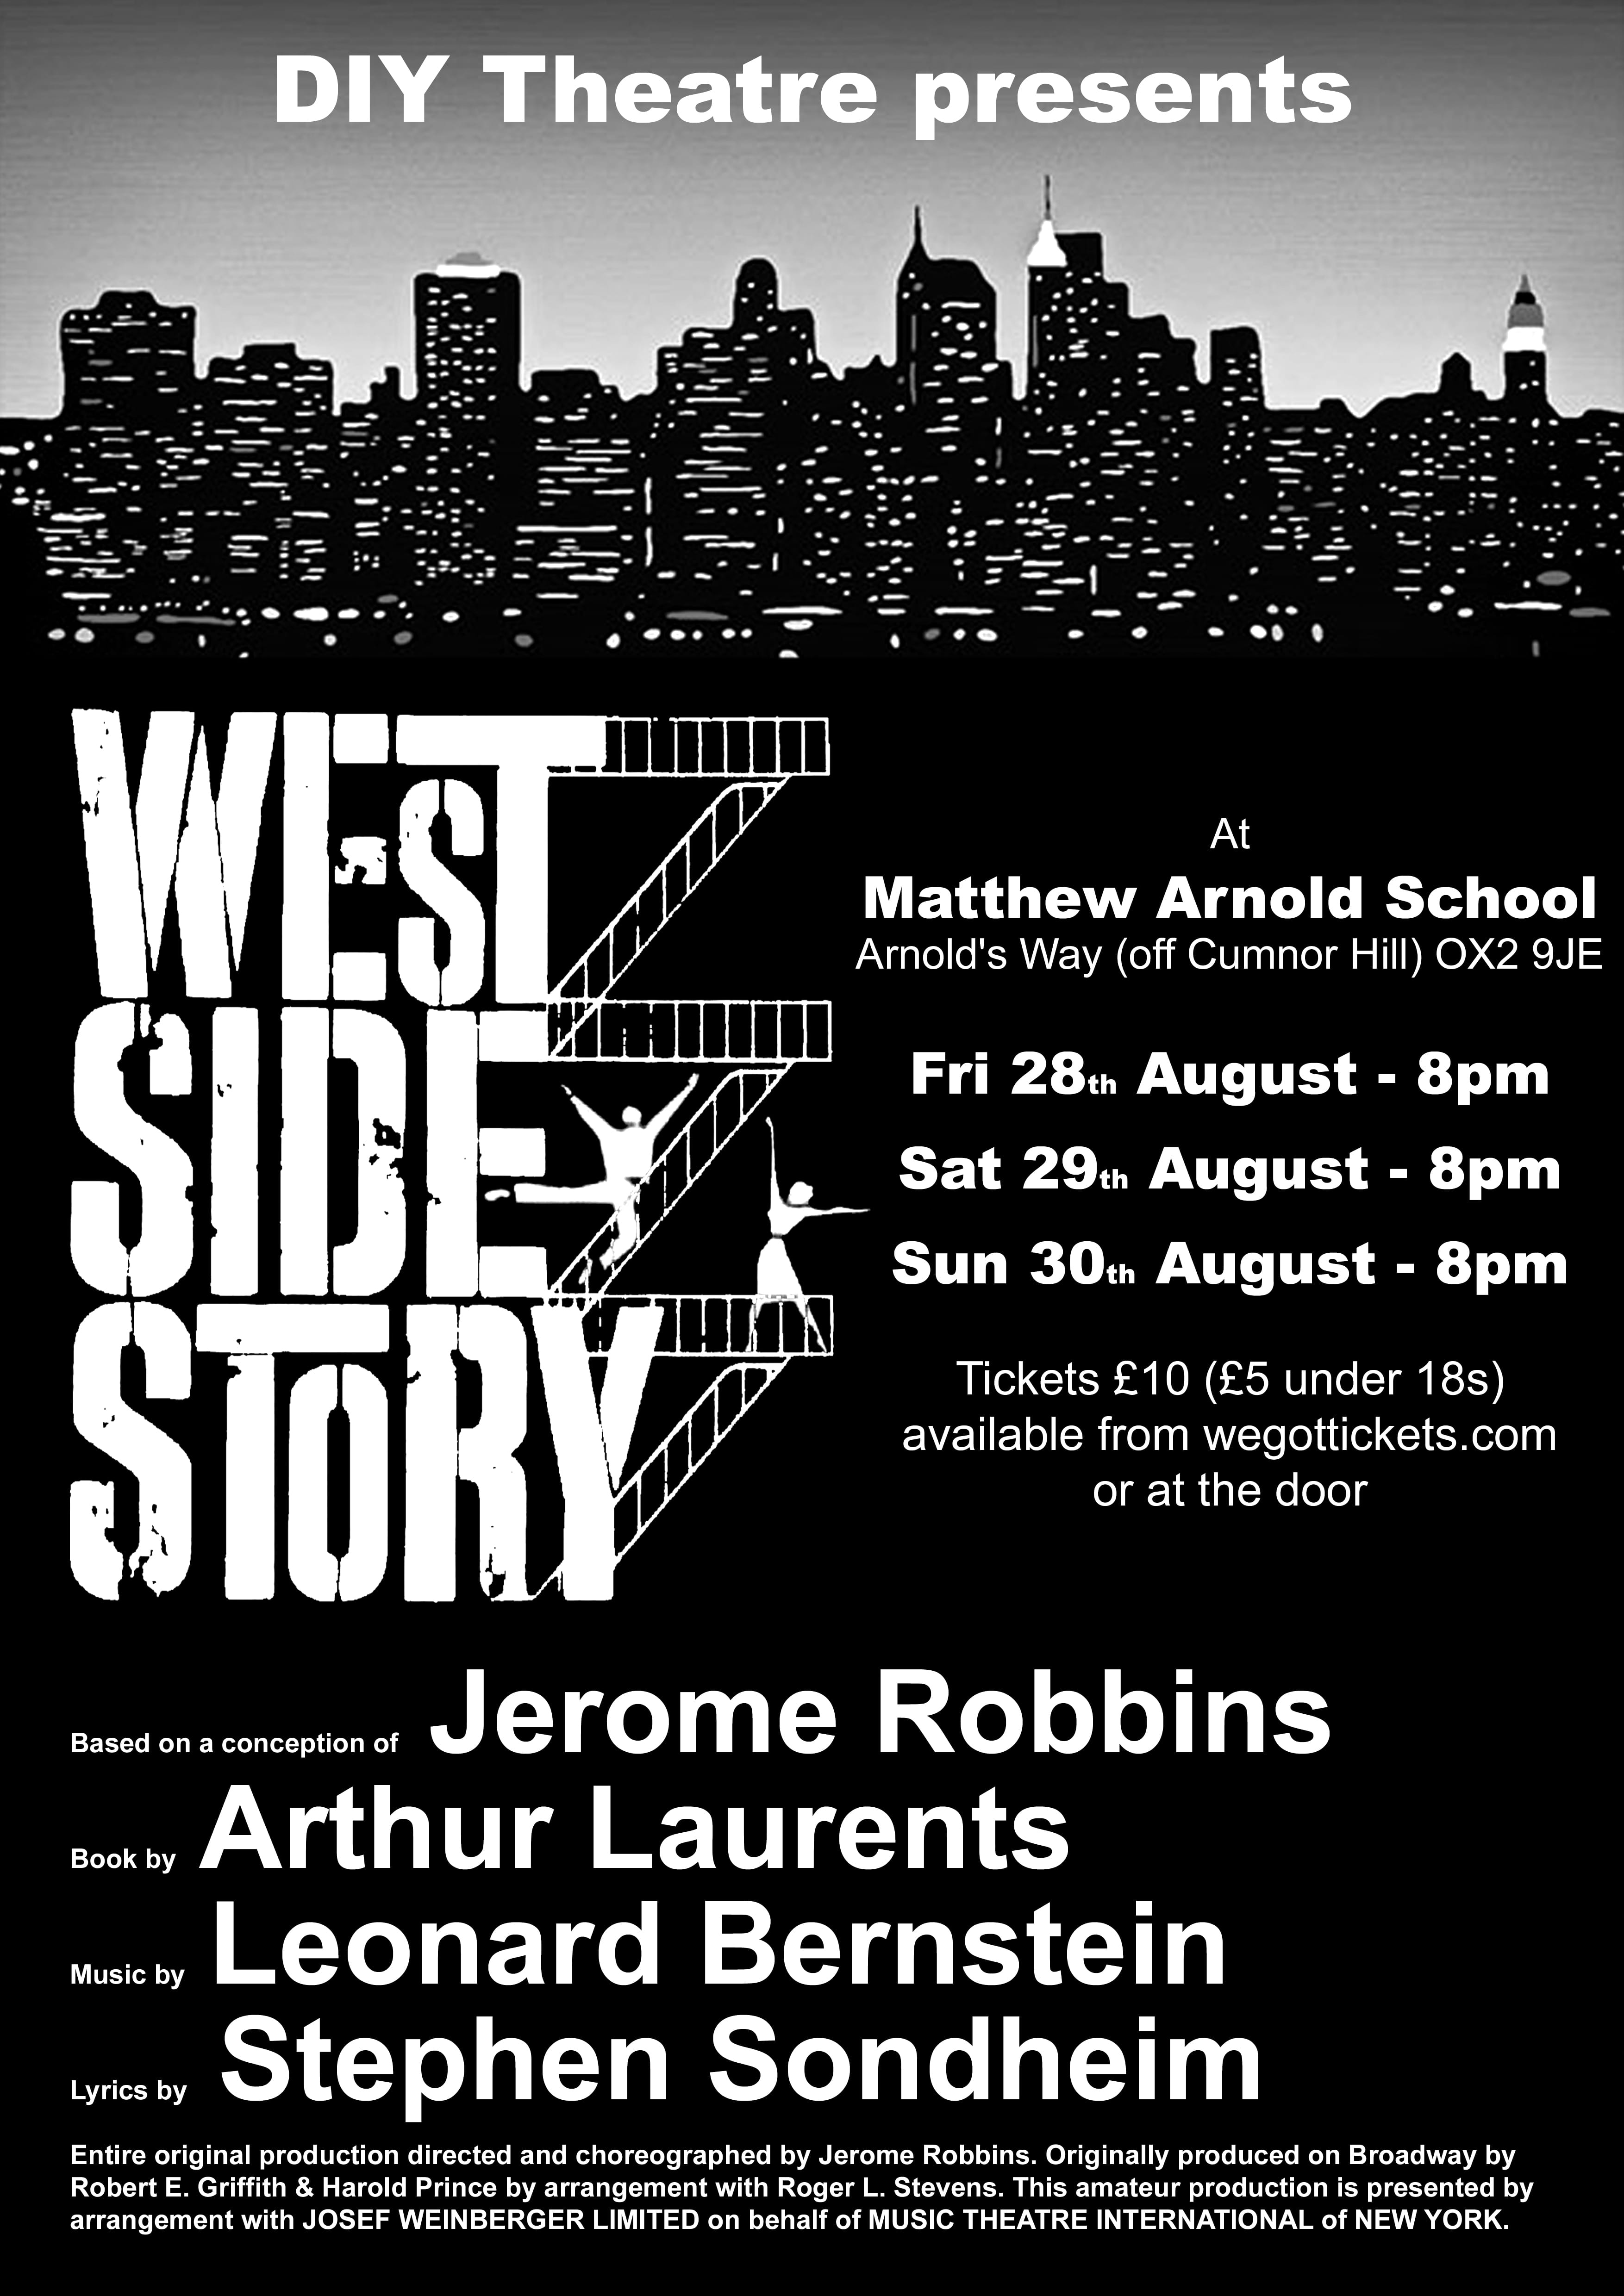 DIY Theatre presents
WEST
SIDE
STORY
At
Matthew Arnold School
Arnold's Way (off Cumnor Hill) OX2 9JE
Fri 28th August - 8pm
Sat 29th August - 8pm
Sun 30th August - 8pm
Tickets £10 (£5 under 18s)
available from wegottickets.com
or at the door
Based on a conception of Jerome Robbins
Book by Arthur Laurents
Music by Leonard Bernstein
Lyrics by Stephen Sondheim
Entire original production directed and choreographed by Jerome Robbins. Originally produced on Broadway by
Robert E. Griffith & Harold Prince by arrangement with Roger L. Stevens. This amateur production is presented by
arrangement with JOSEF WEINBERGER LIMITED on behalf of MUSIC THEATRE INTERNATIONAL of NEW YORK.